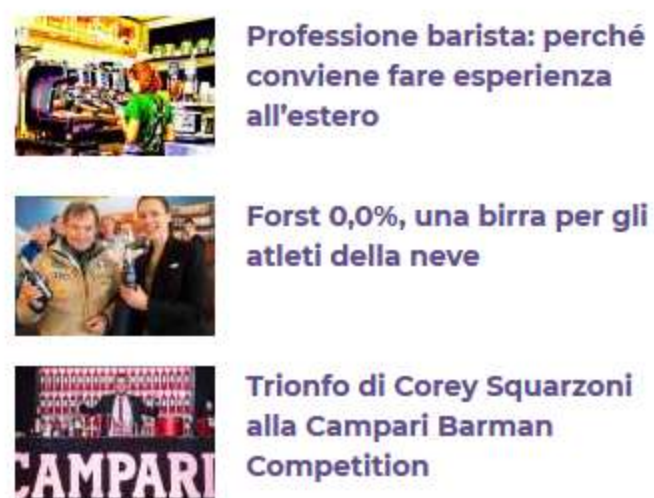 Professione barista: perché
conviene fare esperienza
all’estero
Forst 0,0%, una birra per gli
atleti della neve
Trionfo di Corey Squarzoni
alla Campari Barman
Competition
CAMPARI